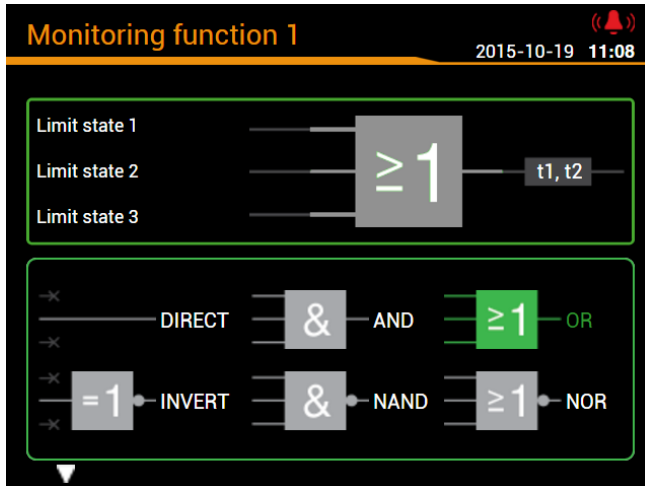 Monitoring function 1
2015-10-19 11:08
Limit state 1
Limit state 2
Limit state 3
≥1
t1, t2
DIRECT
&
AND
≥1
OR
=1
INVERT
&
NAND
≥1
NOR